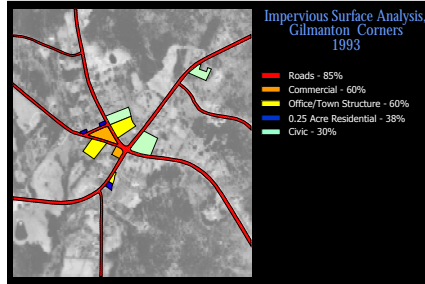 Impervious Surface Analysis,
Gilmanton Corners
1993
Roads - 85%
Commercial - 60%
Office/Town Structure - 60%
0.25 Acre Residential - 38%
Civic - 30%